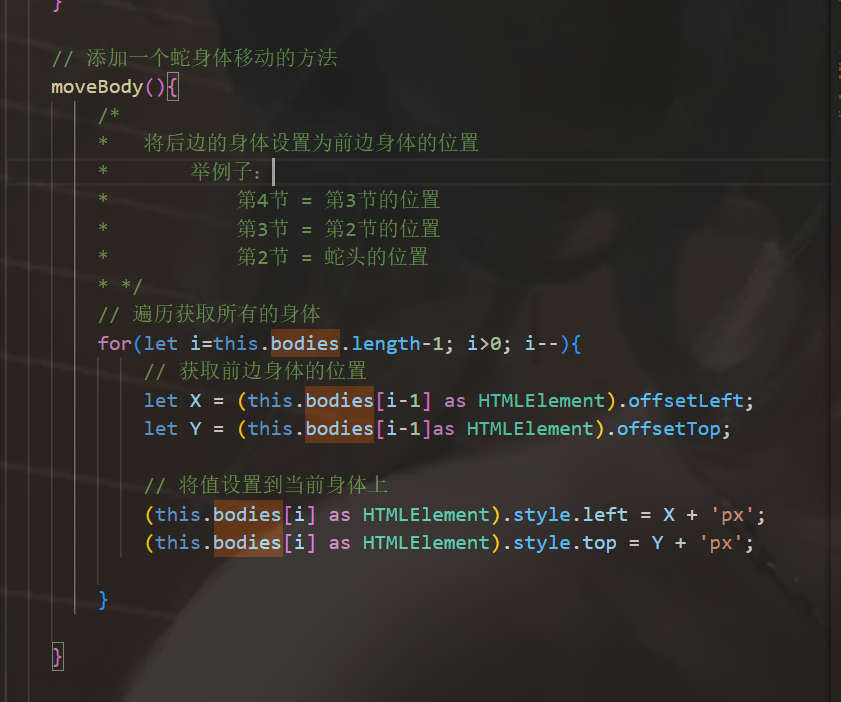 }
// 添加一个蛇身体移动的方法
moveBody(){
/*
*   将后边的身体设置为前边身体的位置
*       举例子：
*           第4节 = 第3节的位置
*           第3节 = 第2节的位置
*           第2节 = 蛇头的位置
* */
// 遍历获取所有的身体
for(let i=this.bodies.length-1; i>0; i--){
// 获取前边身体的位置
let X = (this.bodies[i-1] as HTMLElement).offsetLeft;
let Y = (this.bodies[i-1]as HTMLElement).offsetTop;
// 将值设置到当前身体上
(this.bodies[i] as HTMLElement).style.left = X + 'px';
(this.bodies[i] as HTMLElement).style.top = Y + 'px';
}
}